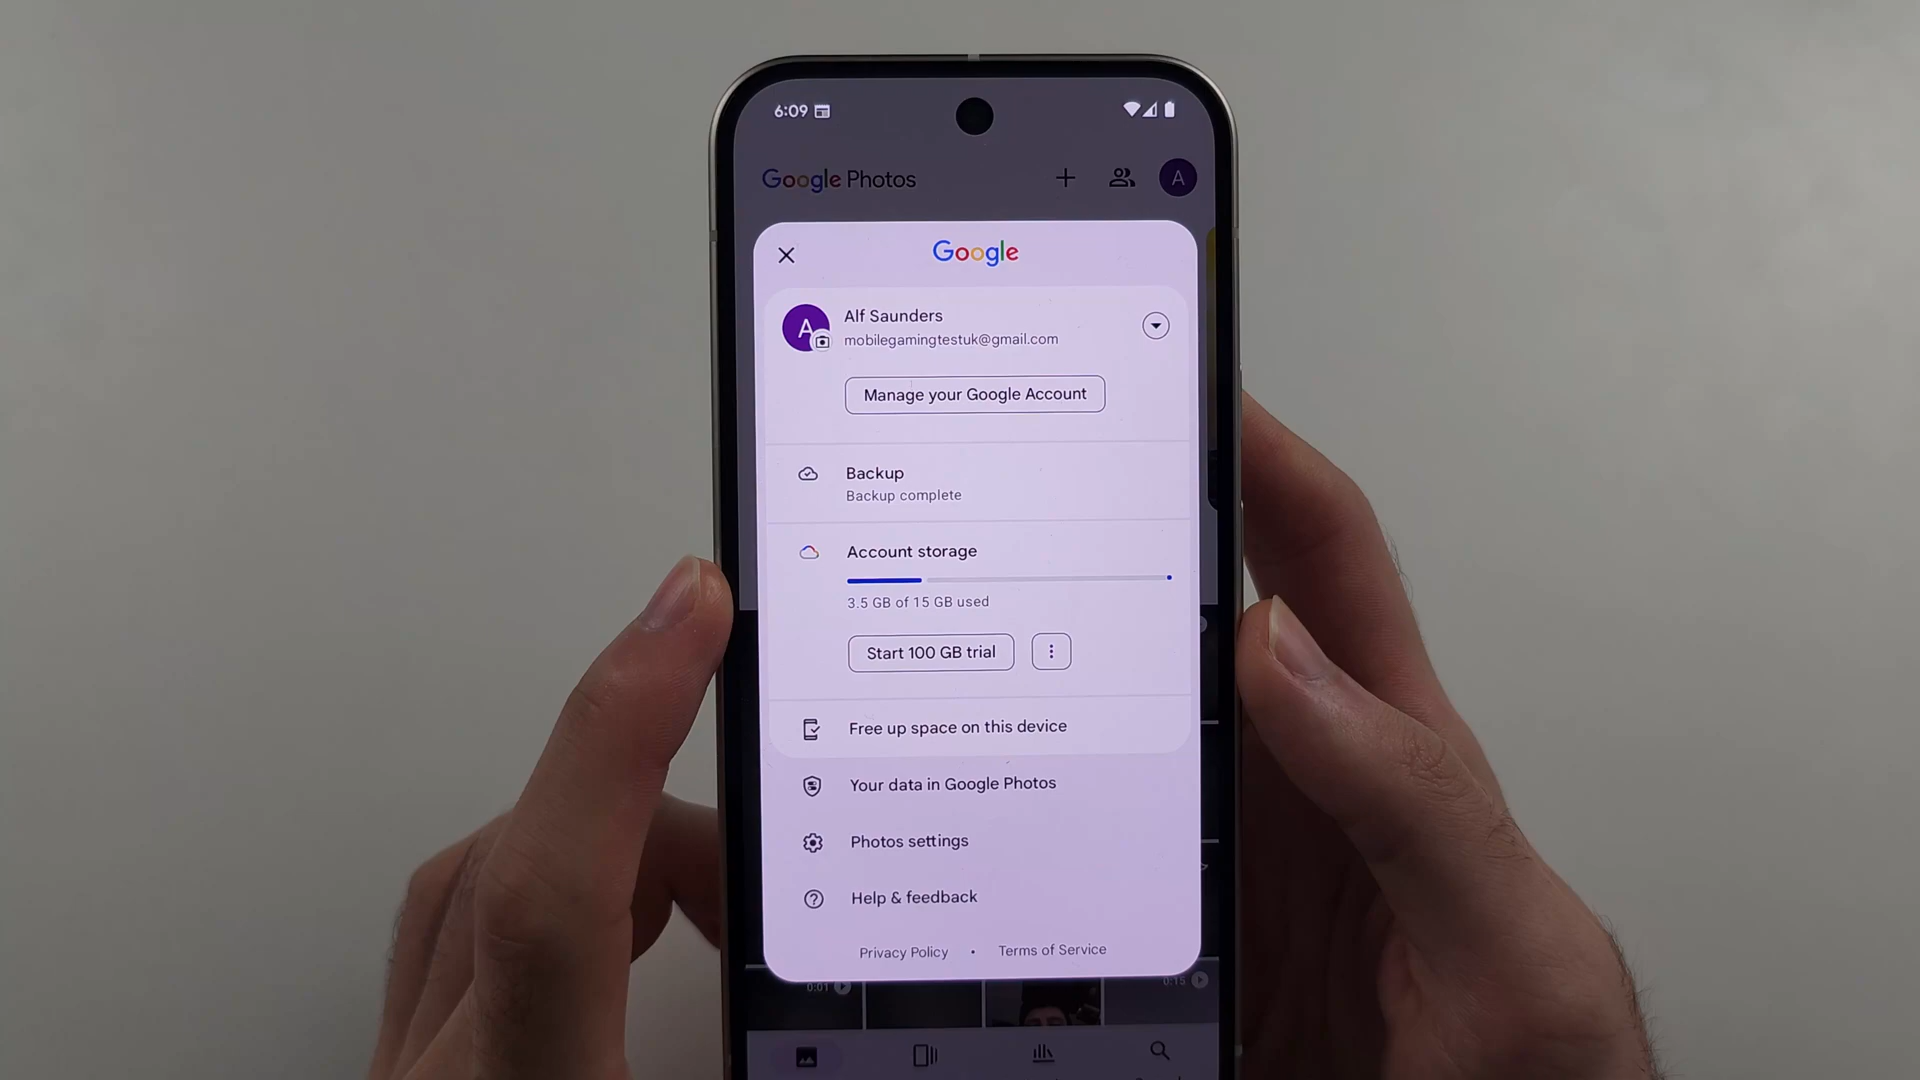 6:09
Google Photos
A
Google
A
Alf Saunders
mobilegamingtestuk@gmail.com
Manage your Google Account
Backup
Backup complete
Account storage
3.5 GB of 15 GB used
Start 100 GB trial
Free up space on this device
Your data in Google Photos
Photos settings
Help & feedback
Privacy Policy • Terms of Service
0:01
0:15